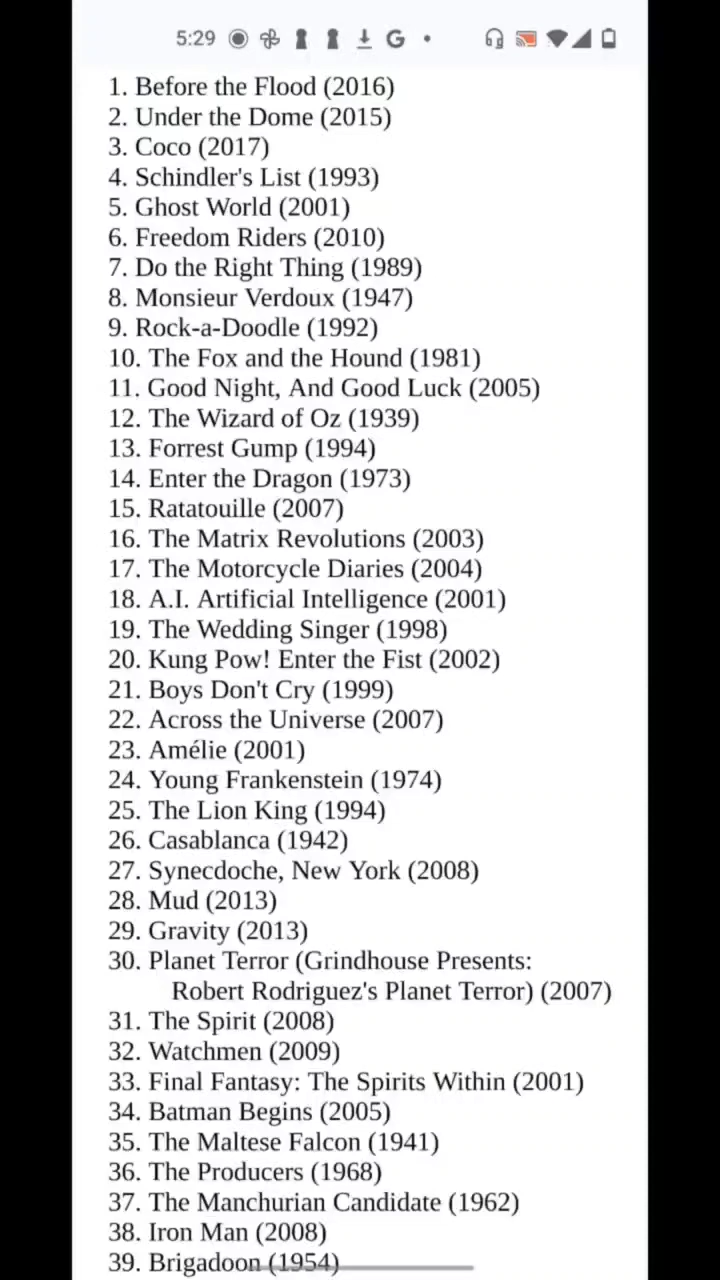 5:29
1. Before the Flood (2016)
2. Under the Dome (2015)
3. Coco (2017)
4. Schindler's List (1993)
5. Ghost World (2001)
6. Freedom Riders (2010)
7. Do the Right Thing (1989)
8. Monsieur Verdoux (1947)
9. Rock-a-Doodle (1992)
10. The Fox and the Hound (1981)
11. Good Night, And Good Luck (2005)
12. The Wizard of Oz (1939)
13. Forrest Gump (1994)
14. Enter the Dragon (1973)
15. Ratatouille (2007)
16. The Matrix Revolutions (2003)
17. The Motorcycle Diaries (2004)
18. A.I. Artificial Intelligence (2001)
19. The Wedding Singer (1998)
20. Kung Pow! Enter the Fist (2002)
21. Boys Don't Cry (1999)
22. Across the Universe (2007)
23. Amélie (2001)
24. Young Frankenstein (1974)
25. The Lion King (1994)
26. Casablanca (1942)
27. Synecdoche, New York (2008)
28. Mud (2013)
29. Gravity (2013)
30. Planet Terror (Grindhouse Presents:
Robert Rodriguez's Planet Terror) (2007)
31. The Spirit (2008)
32. Watchmen (2009)
33. Final Fantasy: The Spirits Within (2001)
34. Batman Begins (2005)
35. The Maltese Falcon (1941)
36. The Producers (1968)
37. The Manchurian Candidate (1962)
38. Iron Man (2008)
39. Brigadoon (1954)